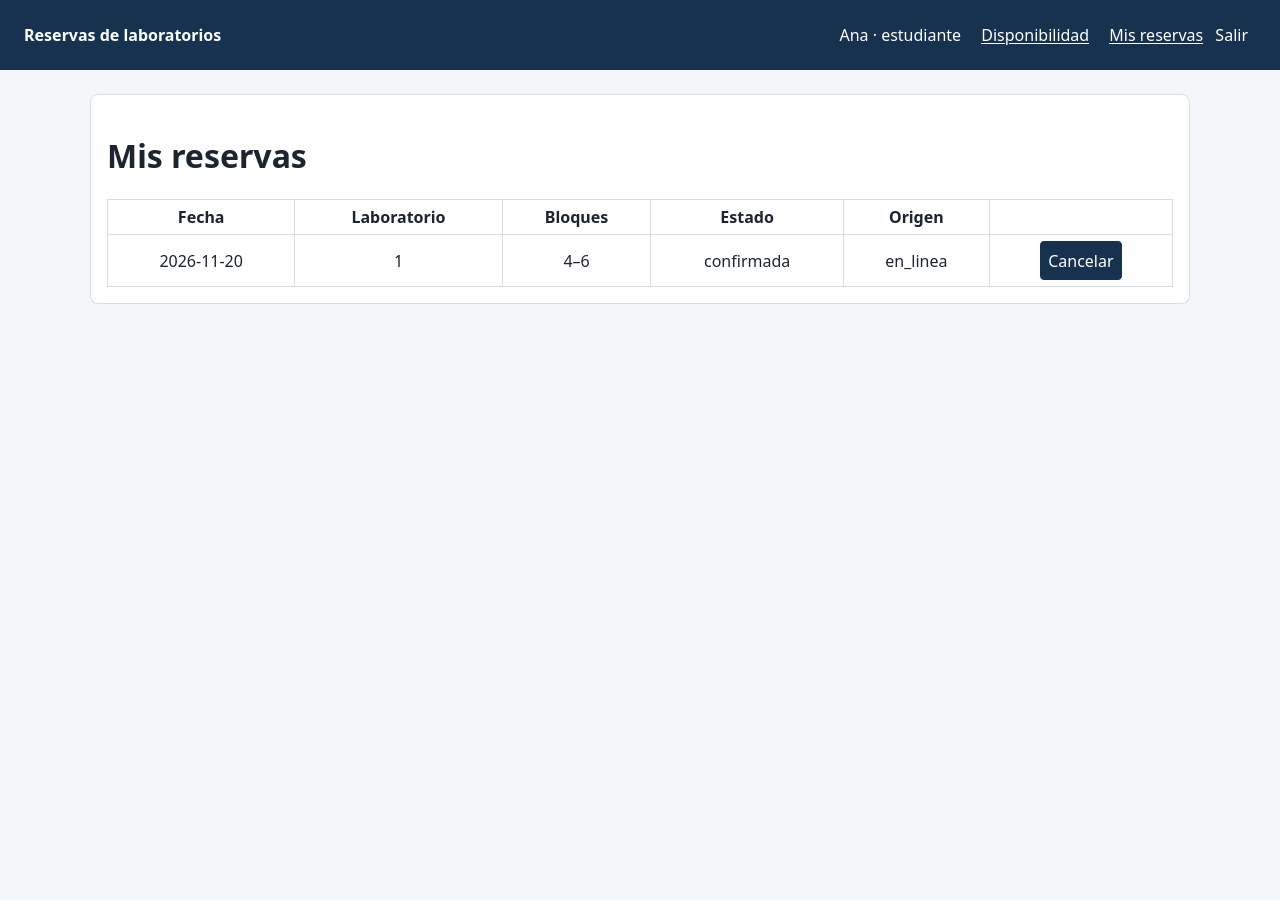 Reservas de laboratorios
Ana · estudiante Disponibilidad Mis reservas Salir
Mis reservas
Fecha Laboratorio Bloques Estado Origen
2026-11-20 1 4–6 confirmada en_linea Cancelar